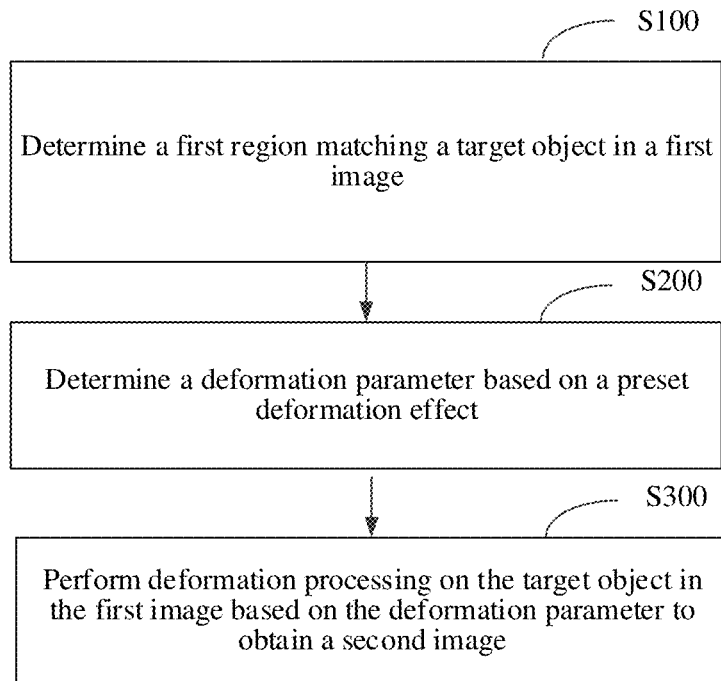 S100
Determine a first region matching a target object in a first
image
S200
Determine a deformation parameter based on a preset
deformation effect
S300
Perform deformation processing on the target object in
the first image based on the deformation parameter to
obtain a second image